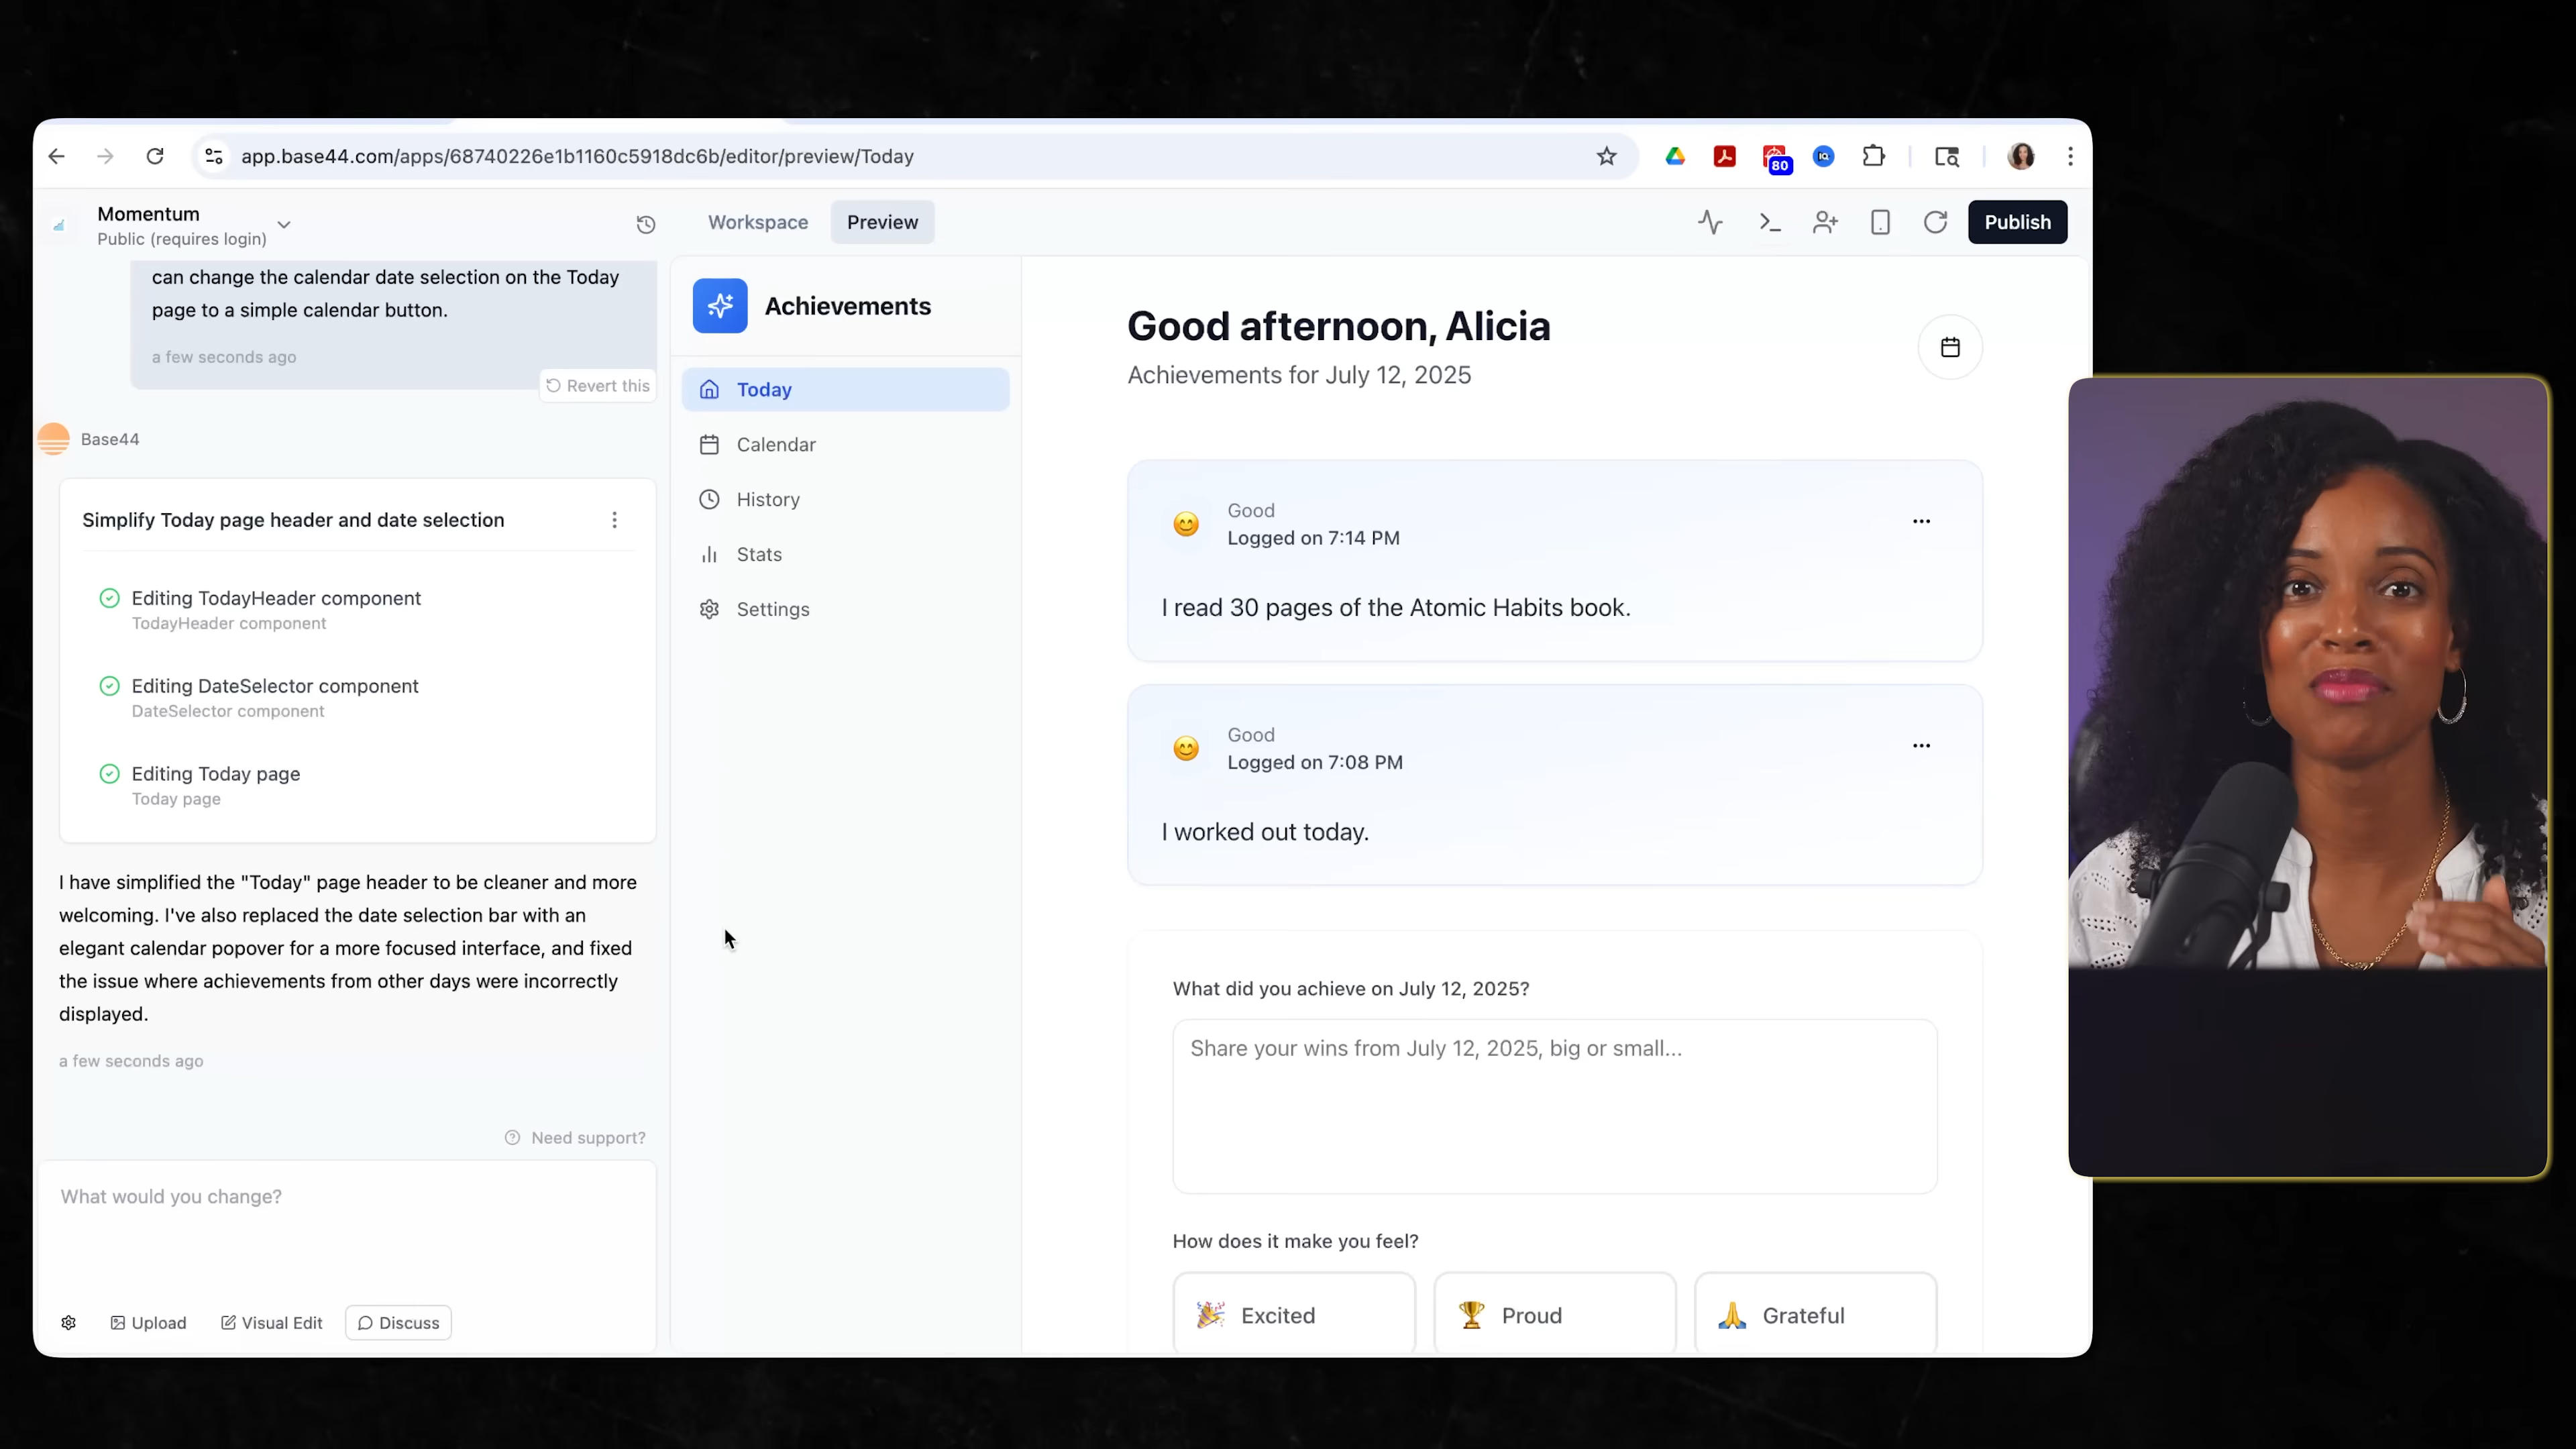 app.base44.com/apps/68740226e1b1160c5918dc6b/editor/preview/Today
80
IQ
Momentum
Public (requires login)
Workspace
Preview
Publish
can change the calendar date selection on the Today
page to a simple calendar button.
a few seconds ago
Revert this
Base44
Simplify Today page header and date selection
Editing TodayHeader component
TodayHeader component
Editing DateSelector component
DateSelector component
Editing Today page
Today page
I have simplified the "Today" page header to be cleaner and more
welcoming. I've also replaced the date selection bar with an
elegant calendar popover for a more focused interface, and fixed
the issue where achievements from other days were incorrectly
displayed.
a few seconds ago
Need support?
What would you change?
Upload
Visual Edit
Discuss
Achievements
Today
Calendar
History
Stats
Settings
Good afternoon, Alicia
Achievements for July 12, 2025
Good
Logged on 7:14 PM
I read 30 pages of the Atomic Habits book.
Good
Logged on 7:08 PM
I worked out today.
What did you achieve on July 12, 2025?
Share your wins from July 12, 2025, big or small...
How does it make you feel?
Excited
Proud
Grateful